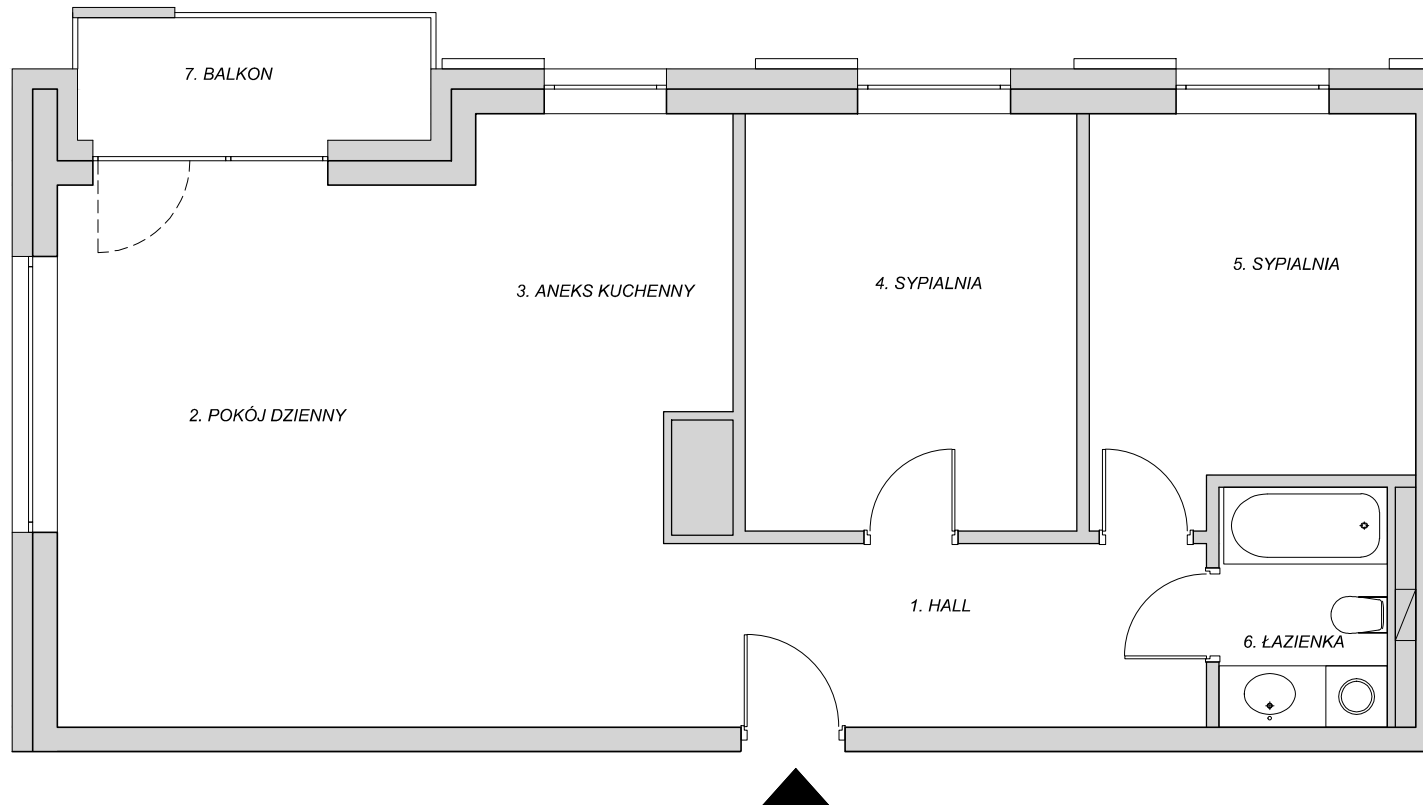 7. BALKON
5. SYPIALNIA
4. SYPIALNIA
3. ANEKS KUCHENNY
2. POKÓJ DZIENNY
1. HALL
6. ŁAZIENKA